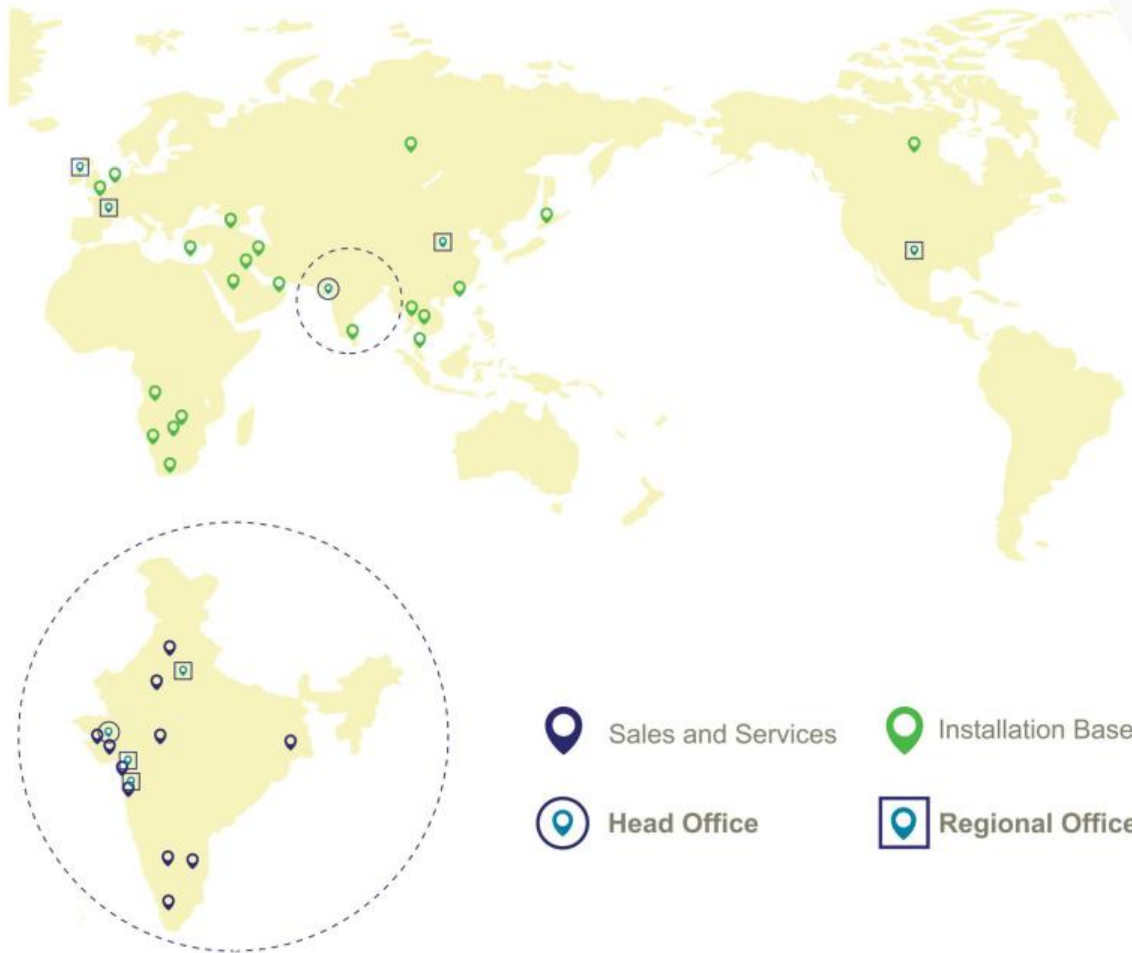 Sales and Services
Installation Base
Head Office
Regional Office